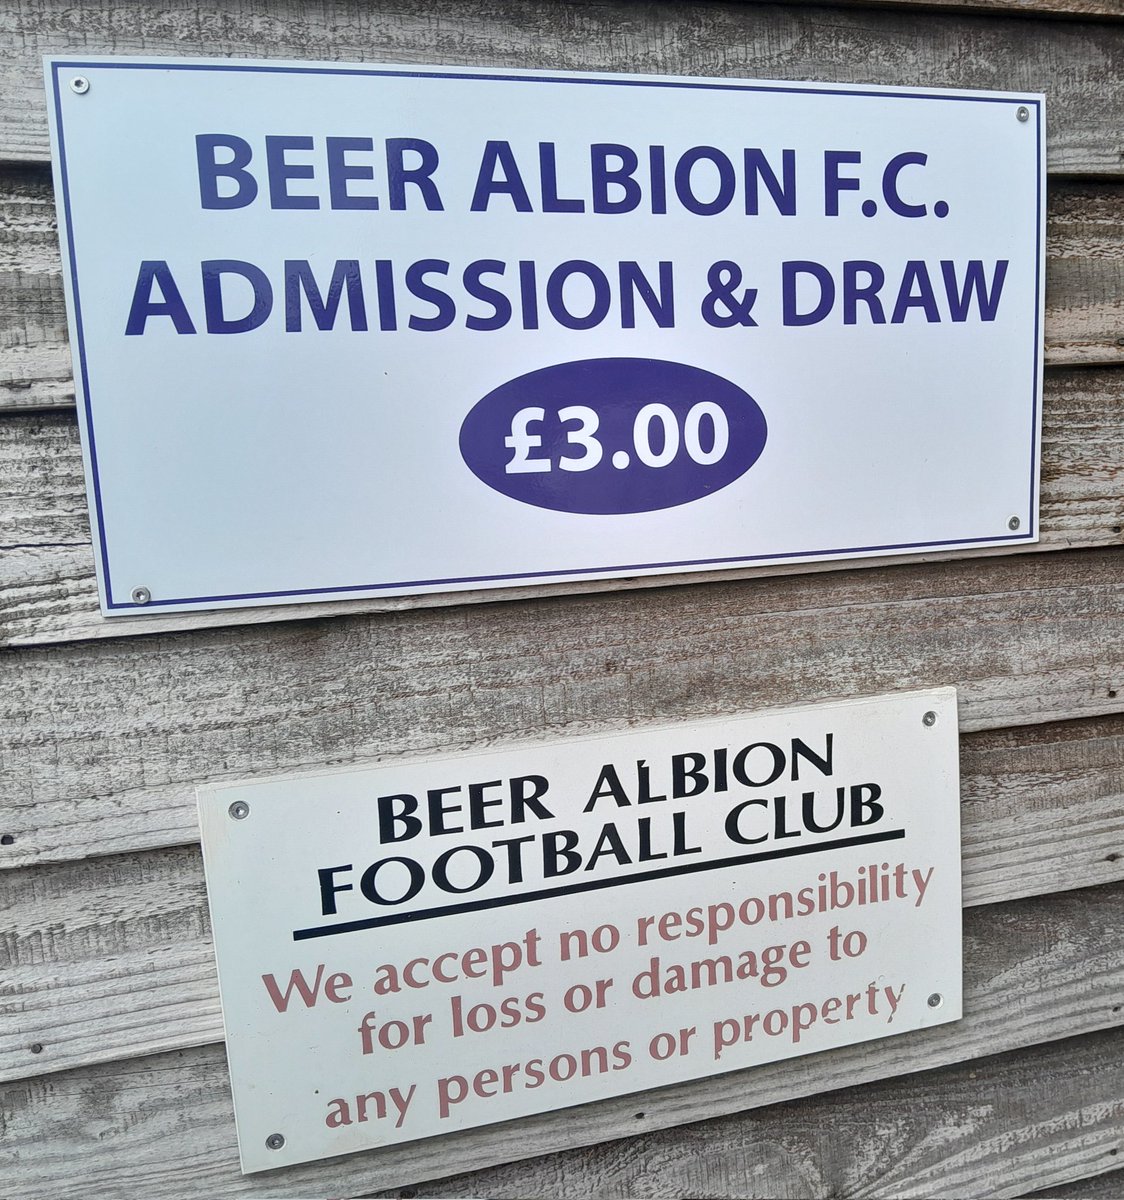 BEER ALBION F.C.
ADMISSION & DRAW
£3.00
BEER ALBION
FOOTBALL CLUB
We accept no responsibility
for loss or damage to
any persons or property